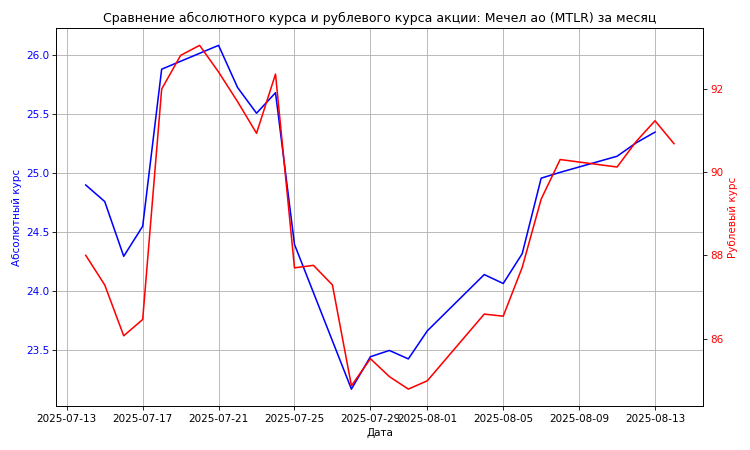 Сравнение абсолютного курса и рублевого курса акции: Мечел ао (MTLR) за месяц
Абсолютный курс
26.0
25.5
25.0
24.5
24.0
23.5
92
90
88
86
Рублевый курс
2025-07-13 2025-07-17 2025-07-21 2025-07-25 2025-07-29 2025-08-01 2025-08-05 2025-08-09 2025-08-13
Дата